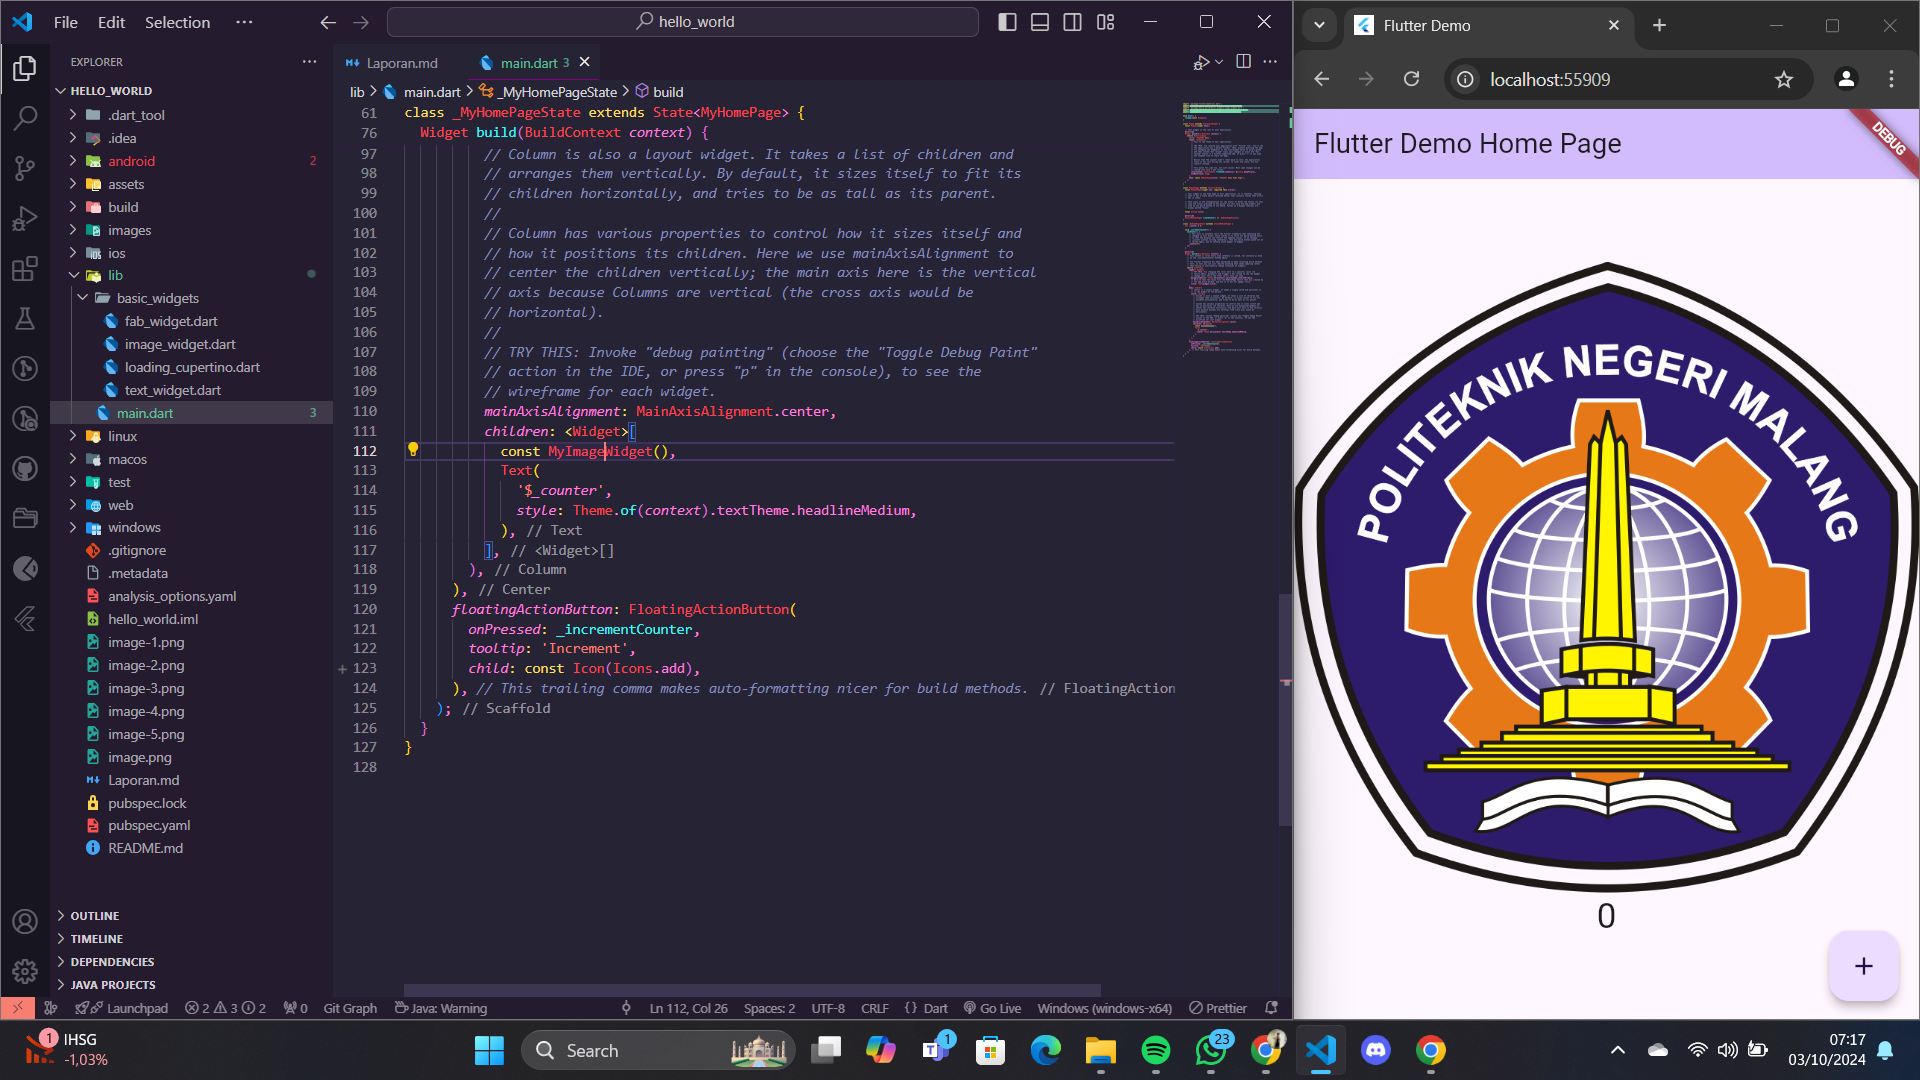 File Edit Selection ···
hello_world
EXPLORER
HELLO_WORLD
.dart_tool
.idea
android 2
assets
build
images
ios
lib
basic_widgets
fab_widget.dart
image_widget.dart
loading_cupertino.dart
text_widget.dart
main.dart 3
linux
macos
test
web
windows
.gitignore
.metadata
analysis_options.yaml
hello_world.iml
image-1.png
image-2.png
image-3.png
image-4.png
image-5.png
image.png
Laporan.md
pubspec.lock
pubspec.yaml
README.md
OUTLINE
TIMELINE
DEPENDENCIES
JAVA PROJECTS
Laporan.md
main.dart 3
lib > main.dart > _MyHomePageState > build
61 class _MyHomePageState extends State<MyHomePage> {
76 Widget build(BuildContext context) {
97 // Column is also a layout widget. It takes a list of children and
98 // arranges them vertically. By default, it sizes itself to fit its
99 // children horizontally, and tries to be as tall as its parent.
100 //
101 // Column has various properties to control how it sizes itself and
102 // how it positions its children. Here we use mainAxisAlignment to
103 // center the children vertically; the main axis here is the vertical
104 // axis because Columns are vertical (the cross axis would be
105 // horizontal).
106 //
107 // TRY THIS: Invoke "debug painting" (choose the "Toggle Debug Paint"
108 // action in the IDE, or press "p" in the console), to see the
109 // wireframe for each widget.
110 mainAxisAlignment: MainAxisAlignment.center,
111 children: <Widget>[
112 const MyImageWidget(),
113 Text(
114 '$_counter',
115 style: Theme.of(context).textTheme.headlineMedium,
116 ), // Text
117 ], // <Widget>[]
118 ), // Column
119 ), // Center
120 floatingActionButton: FloatingActionButton(
121 onPressed: _incrementCounter,
122 tooltip: 'Increment',
123 child: const Icon(Icons.add),
124 ), // This trailing comma makes auto-formatting nicer for build methods. // FloatingAction
125 ); // Scaffold
126 }
127 }
128
Launchpad 2 3 2 0 Git Graph Java: Warning Ln 112, Col 26 Spaces: 2 UTF-8 CRLF {} Dart Go Live Windows (windows-x64) Prettier
Flutter Demo
localhost:55909
Flutter Demo Home Page
DEBUG
POLITEKNIK NEGERI MALANG
0
+
1
IHSG
-1,03%
Search
1
23
07:17
03/10/2024